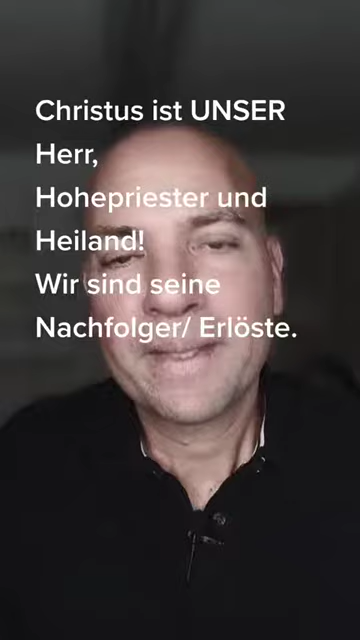 Christus ist UNSER
Herr,
Hohepriester und
Heiland!
Wir sind seine
Nachfolger/ Erlöste.